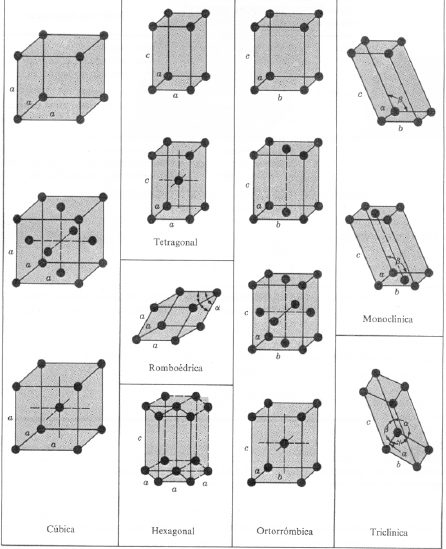 a
a
a
a
a
a
a
Cúbica
c
a
a
c
a
a
Tetragonal
a
a
α
Romboédrica
c
a
a
a
Hexagonal
c
a
b
b
c
a
b
c
a
b
Ortorrómbica
c
β
a
b
c
β
a
b
Monoclínica
c
β
α
a
b
Triclínica